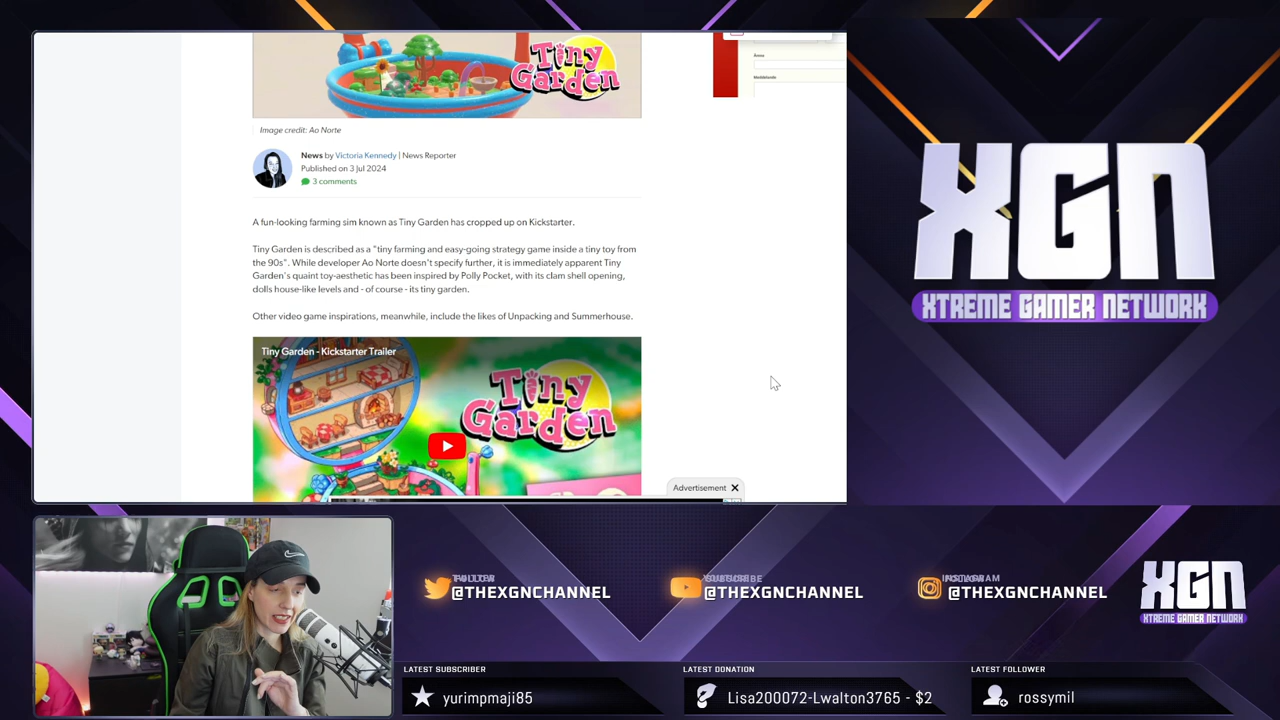 Tiny
Garden
Image credit: Ao Norte
News by Victoria Kennedy | News Reporter
Published on 3 Jul 2024
3 comments
A fun-looking farming sim known as Tiny Garden has cropped up on Kickstarter.
Tiny Garden is described as a "tiny farming and easy-going strategy game inside a tiny toy from
the 90s". While developer Ao Norte doesn't specify further, it is immediately apparent Tiny
Garden's quaint toy-aesthetic has been inspired by Polly Pocket, with its clam shell opening,
dolls house-like levels and - of course - its tiny garden.
Other video game inspirations, meanwhile, include the likes of Unpacking and Summerhouse.
Tiny Garden - Kickstarter Trailer
Tiny
Garden
Advertisement
Ämne
Meddelande
XGN
XTREME GAMER NETWORK
@THEXGNCHANNEL
@THEXGNCHANNEL
@THEXGNCHANNEL
XGN
XTREME GAMER NETWORK
LATEST SUBSCRIBER
yurimpmaji85
LATEST DONATION
Lisa200072-Lwalton3765 - $2
LATEST FOLLOWER
rossymil